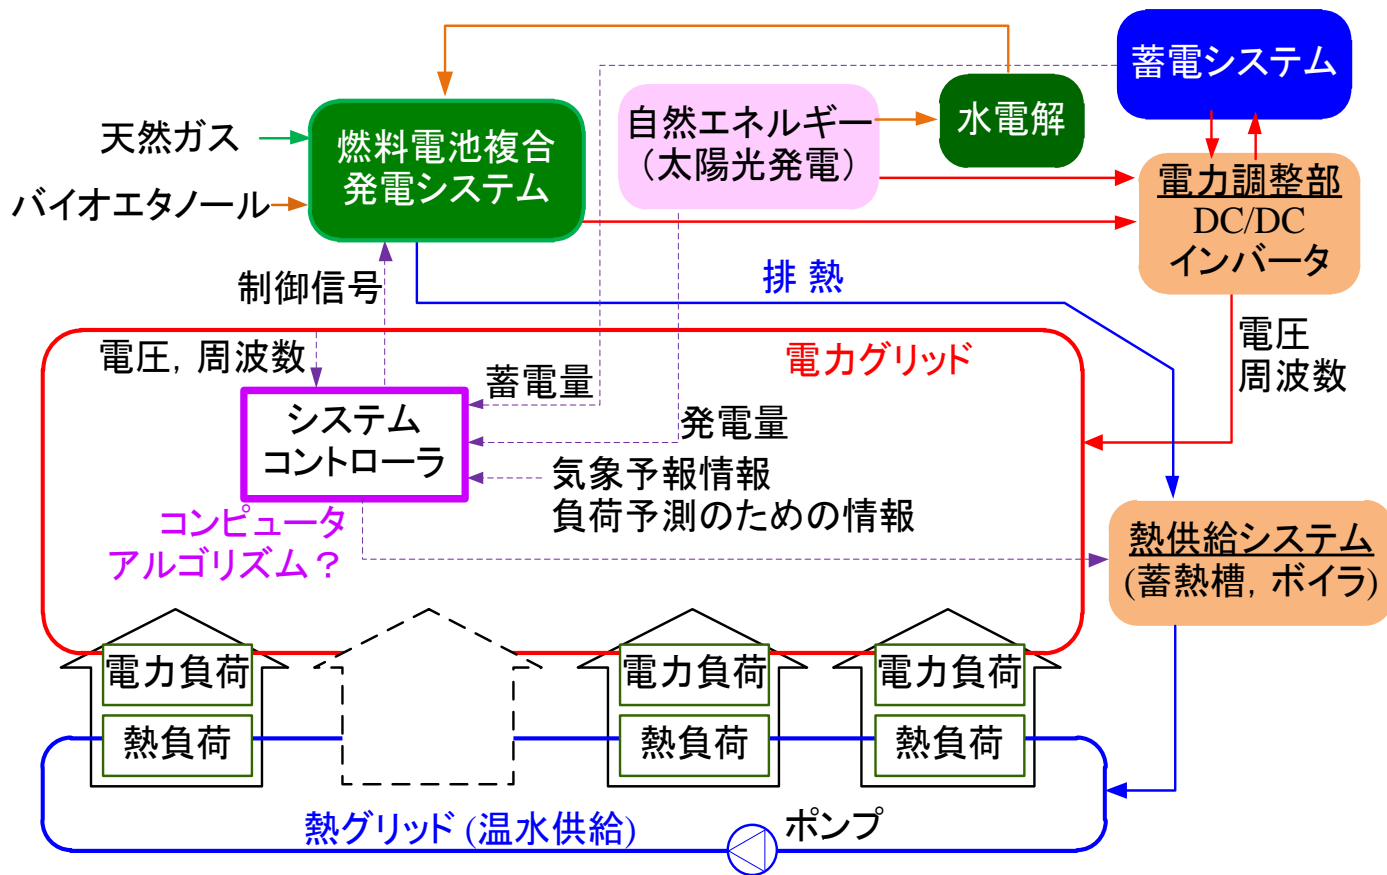 蓄電システム
天然ガス
バイオエタノール
燃料電池複合
発電システム
自然エネルギー
（太陽光発電）
水電解
電力調整部
DC/DC
インバータ
制御信号
排 熱
電圧, 周波数
電力グリッド
電圧
周波数
蓄電量
システム
コントローラ
発電量
気象予報情報
負荷予測のための情報
コンピュータ
アルゴリズム？
熱供給システム
(蓄熱槽, ボイラ)
電力負荷
電力負荷
電力負荷
熱負荷
熱負荷
熱負荷
熱グリッド (温水供給)
ポンプ